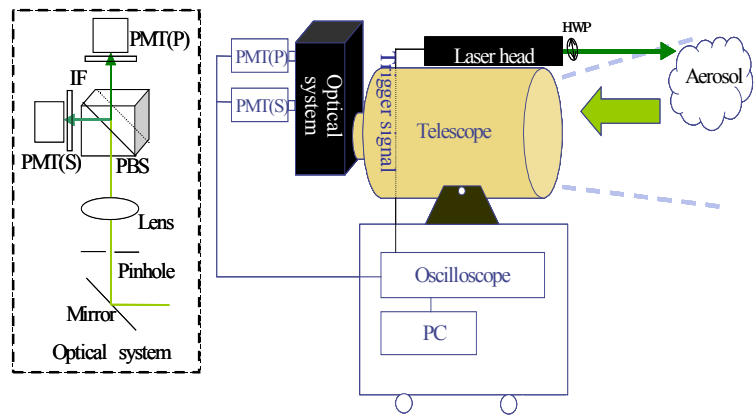 PMT(P)
IF
PMT(S)
PBS
Lens
Pinhole
Mirror
Optical system
PMT(P)
PMT(S)
Optical
system
Trigger signal
Laser head
HWP
Telescope
Aerosol
Oscilloscope
PC